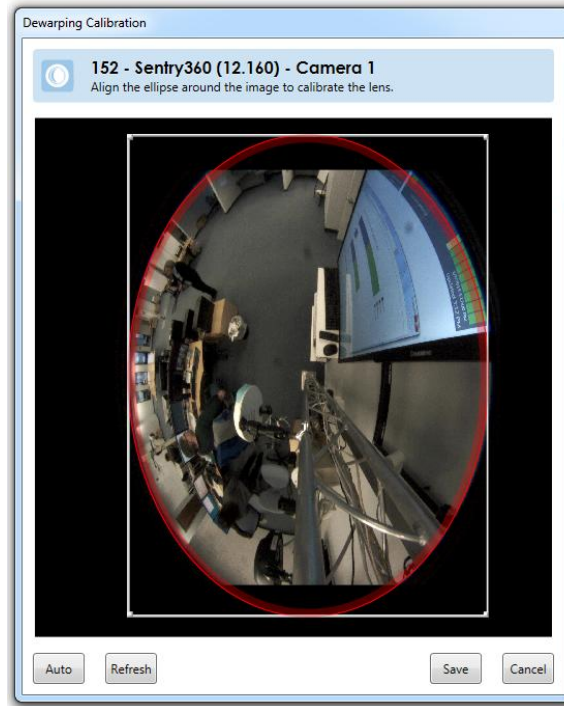 Dewarping Calibration
152 - Sentry360 (12.160) - Camera 1
Align the ellipse around the image to calibrate the lens.
Auto
Refresh
Save
Cancel